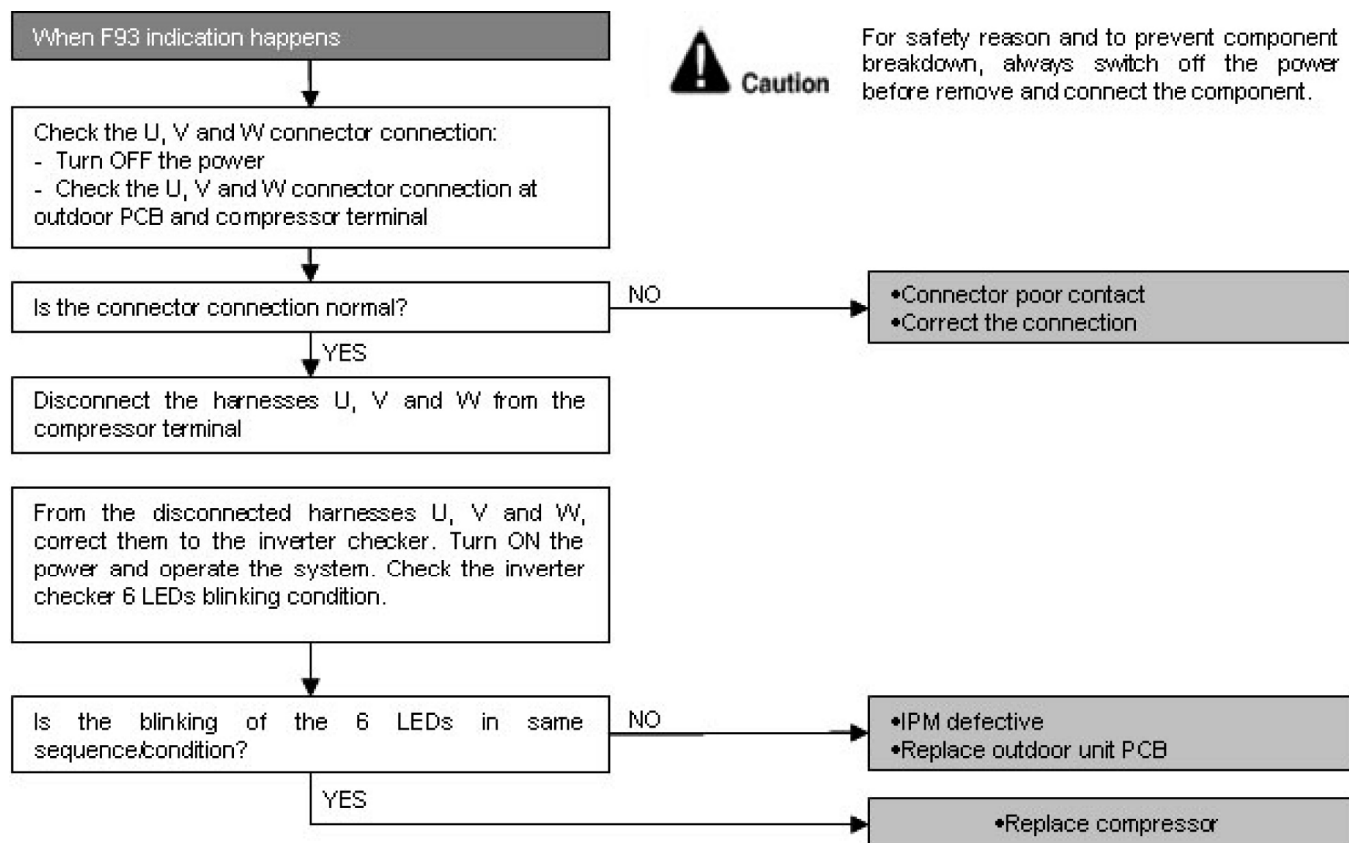 When F93 indication happens
Caution
For safety reason and to prevent component
breakdown, always switch off the power
before remove and connect the component.
Check the U, V and W connector connection:
- Turn OFF the power
- Check the U, V and W connector connection at
outdoor PCB and compressor terminal
Is the connector connection normal?
NO
•Connector poor contact
•Correct the connection
YES
Disconnect the harnesses U, V and W from the
compressor terminal
From the disconnected harnesses U, V and W,
correct them to the inverter checker. Turn ON the
power and operate the system. Check the inverter
checker 6 LEDs blinking condition.
Is the blinking of the 6 LEDs in same
sequence/condition?
NO
•IPM defective
•Replace outdoor unit PCB
YES
•Replace compressor